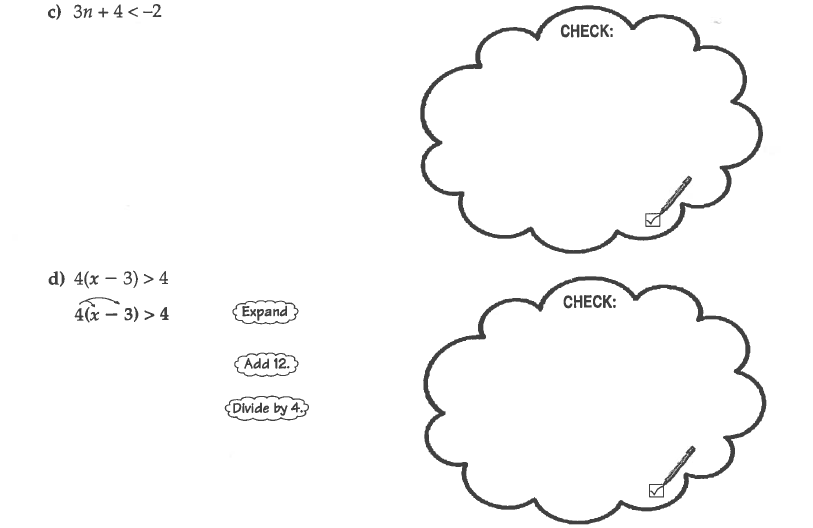 c) 3n + 4 < –2
CHECK:
d) 4(x – 3) > 4
4(x – 3) > 4
Expand
CHECK:
Add 12.
Divide by 4.